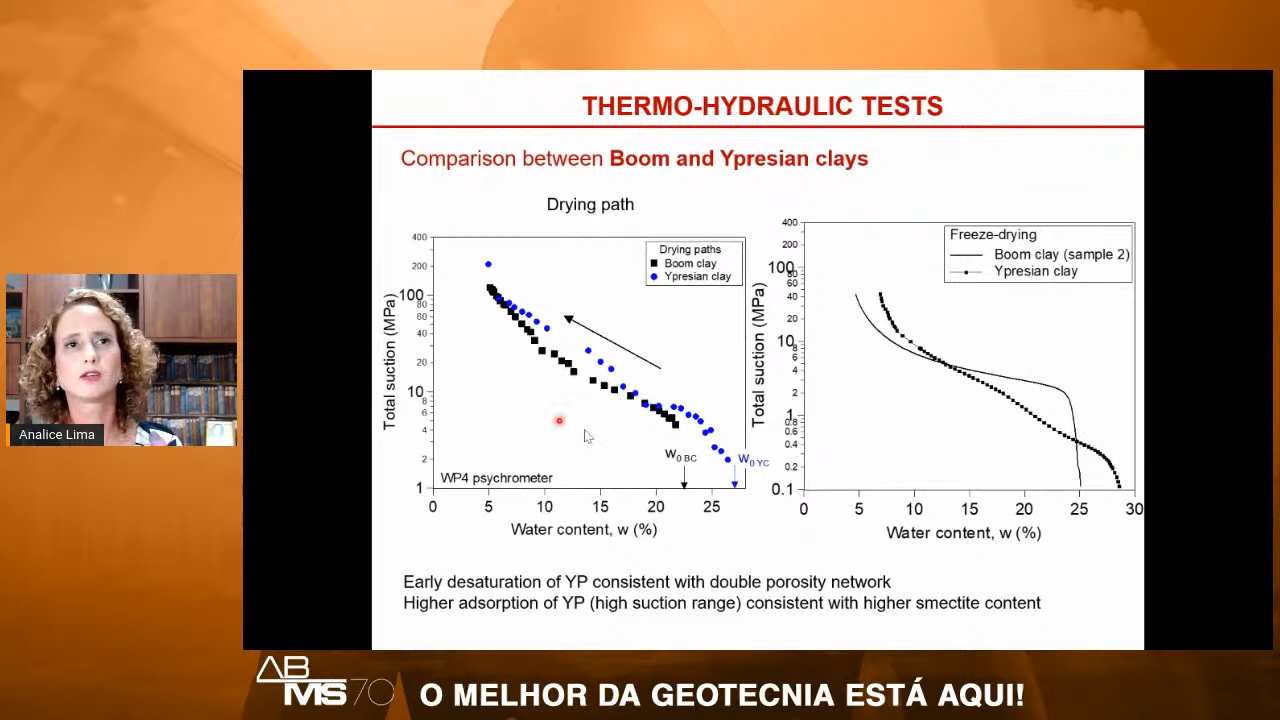 THERMO-HYDRAULIC TESTS
Comparison between Boom and Ypresian clays
Drying path
Total suction (MPa)
400
200
100
80
60
40
20
10
8
6
4
2
1
Drying paths
Boom clay
Ypresian clay
W0 BC
W0 YC
WP4 psychrometer
0 5 10 15 20 25
Water content, w (%)
Total suction (MPa)
400
200
100
80
60
40
20
10
8
6
4
2
1
0.8
0.6
0.4
0.2
0.1
Freeze-drying
Boom clay (sample 2)
Ypresian clay
0 5 10 15 20 25 30
Water content, w (%)
Early desaturation of YP consistent with double porosity network
Higher adsorption of YP (high suction range) consistent with higher smectite content
Analice Lima
ABMS70
O MELHOR DA GEOTECNIA ESTÁ AQUI!